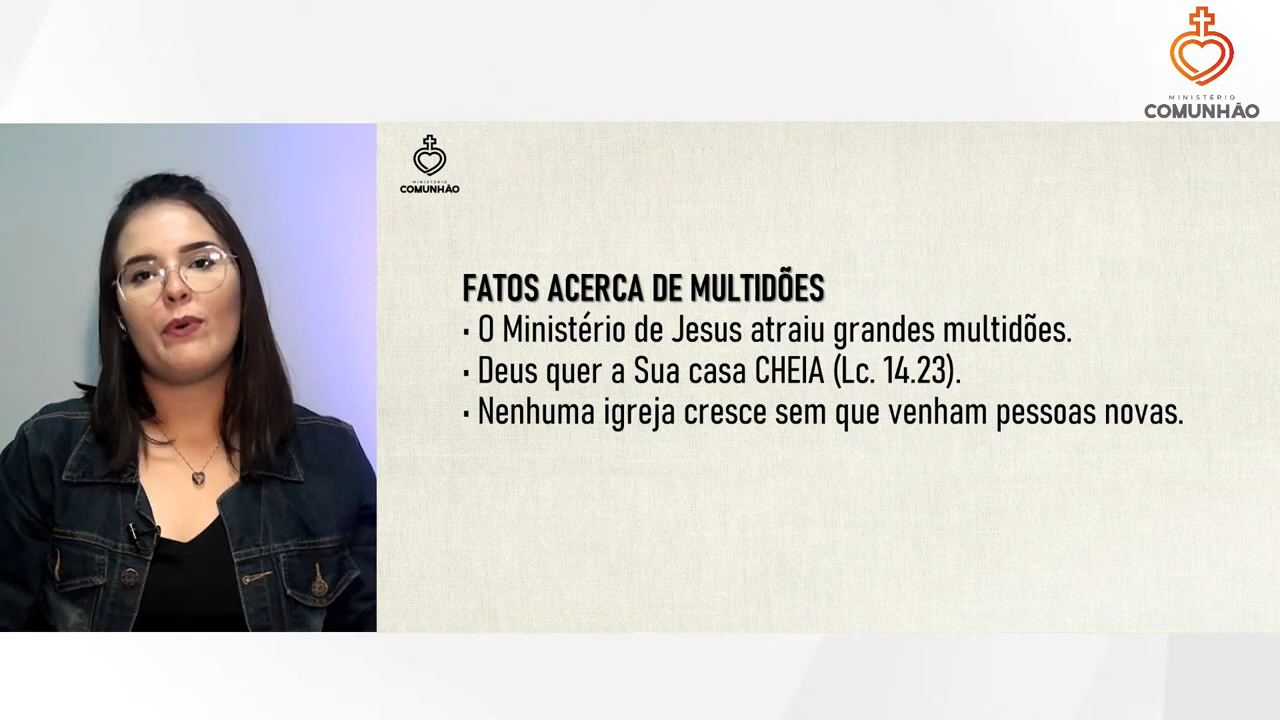 MINISTÉRIO
COMUNHÃO
MINISTÉRIO
COMUNHÃO
FATOS ACERCA DE MULTIDÕES
· O Ministério de Jesus atraiu grandes multidões.
· Deus quer a Sua casa CHEIA (Lc. 14.23).
· Nenhuma igreja cresce sem que venham pessoas novas.